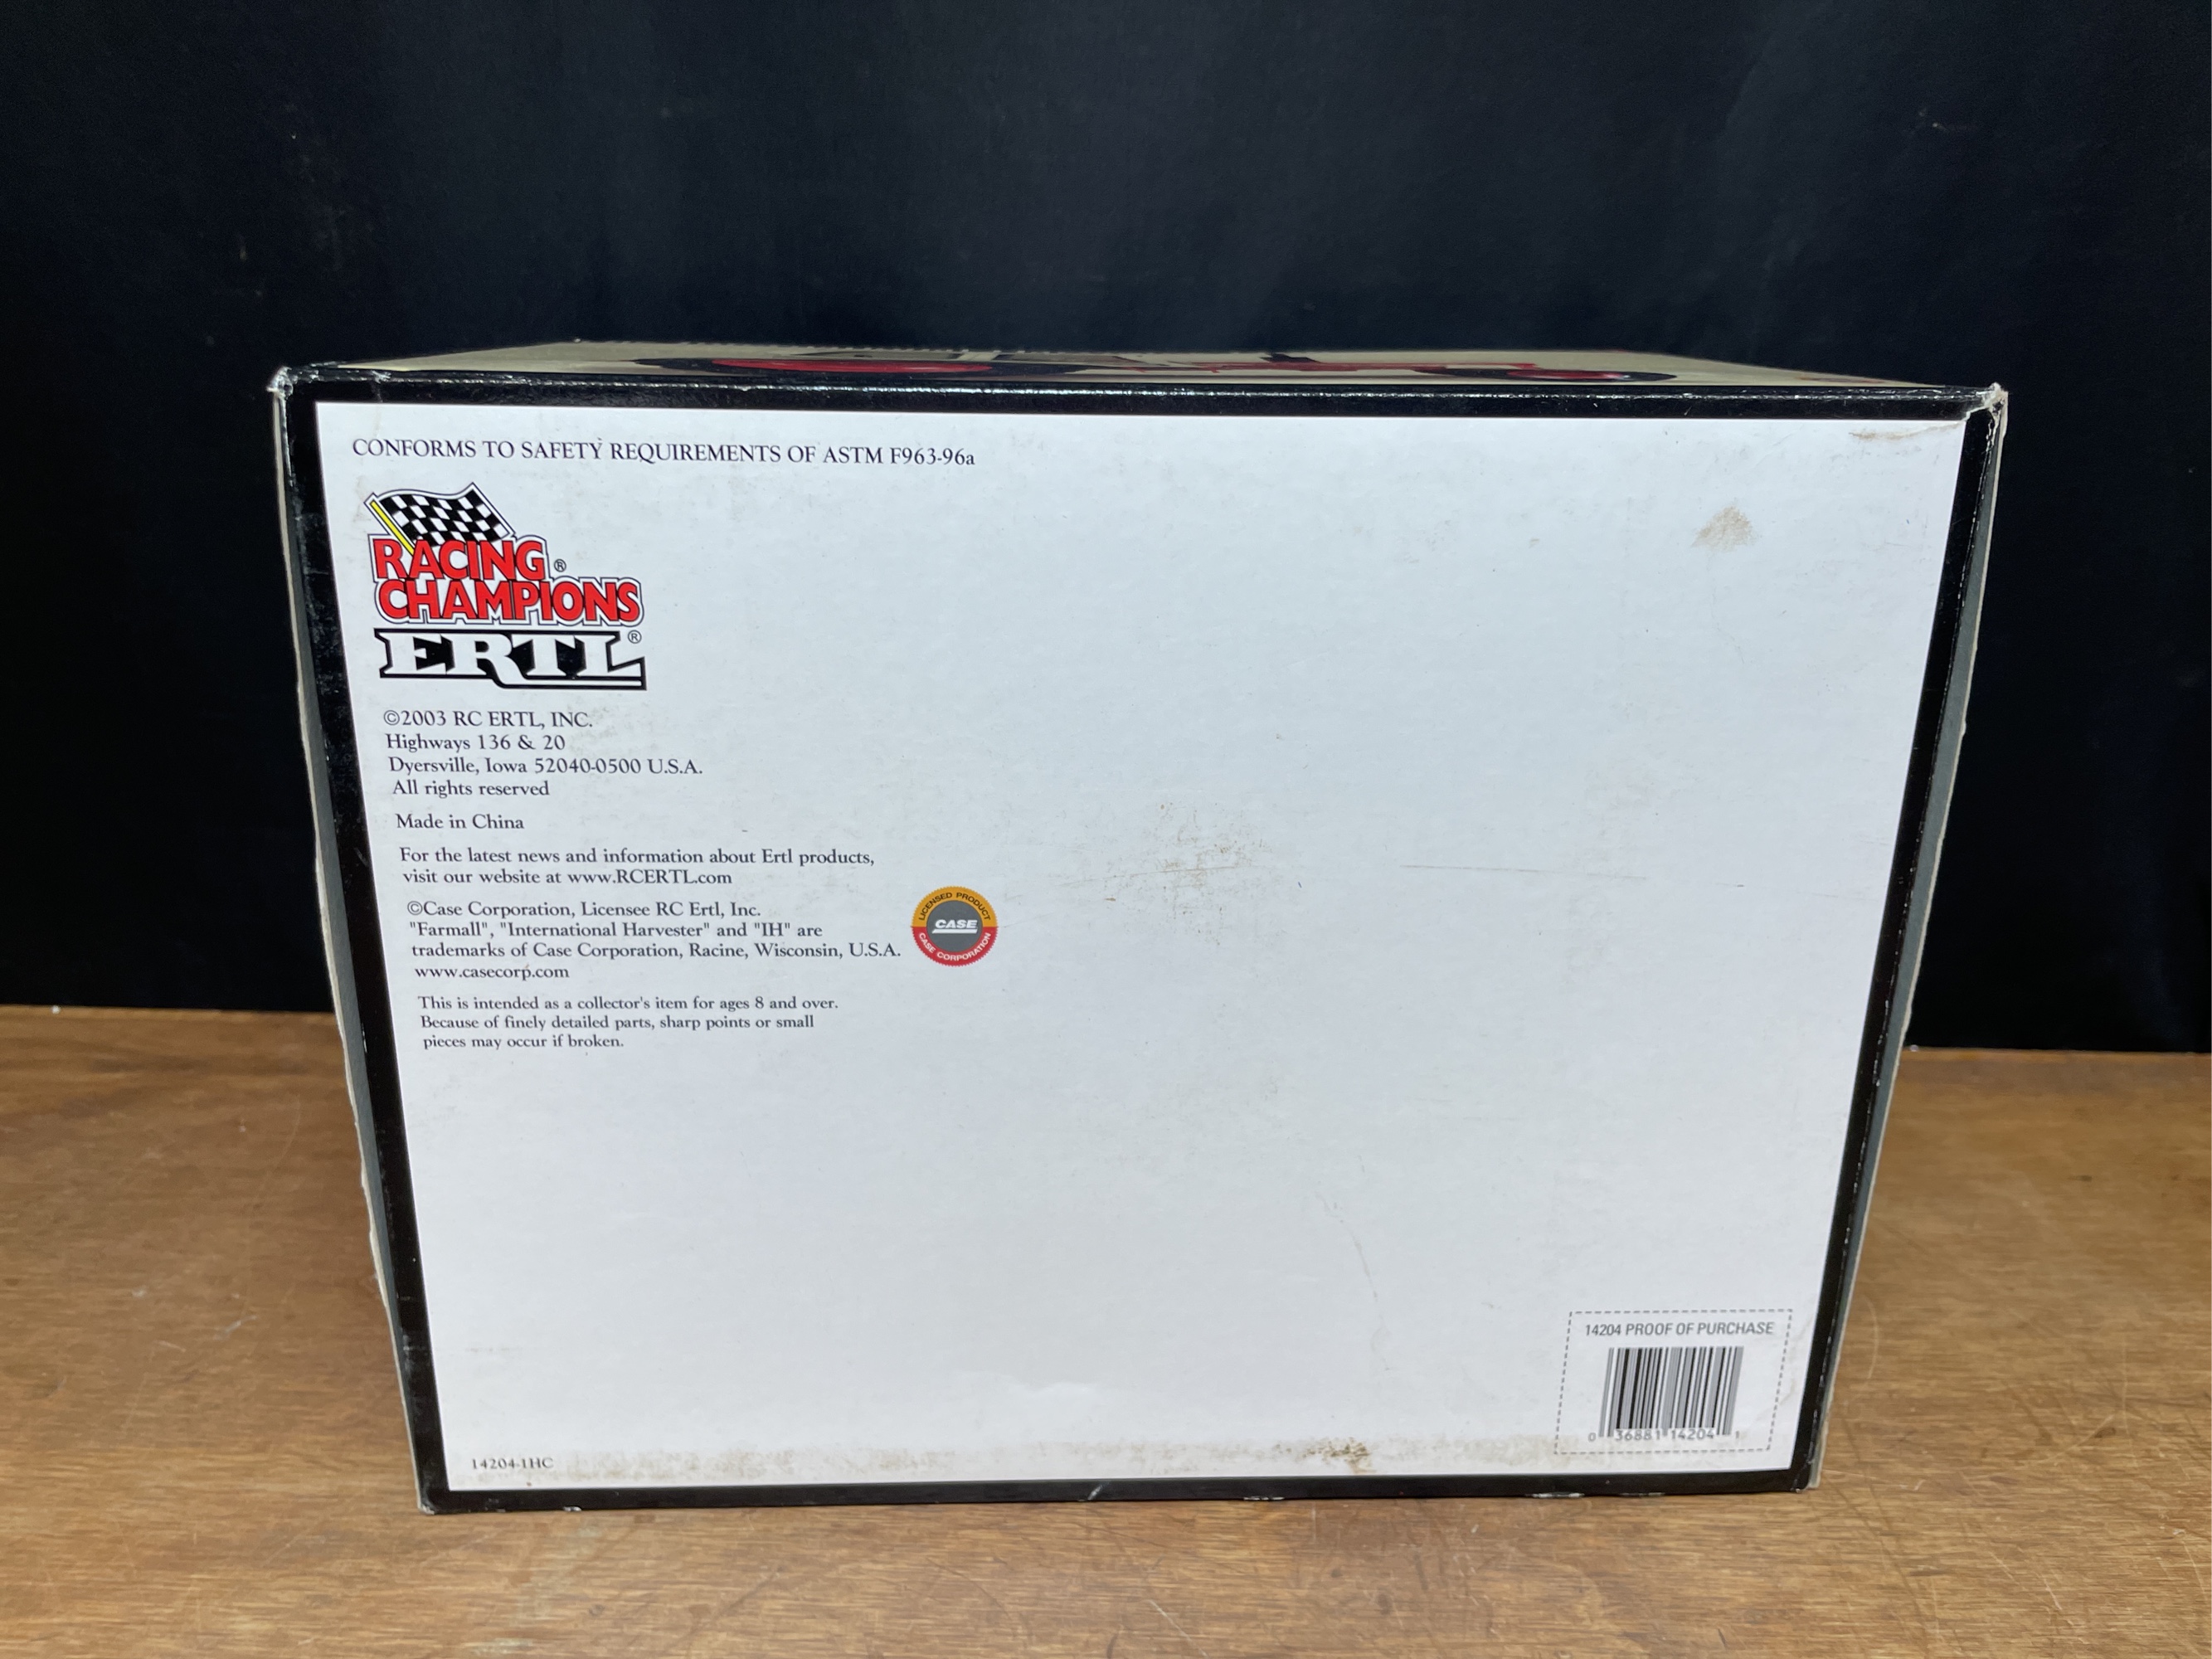 CONFORMS TO SAFETY REQUIREMENTS OF ASTM F963-96a
RACING®
CHAMPIONS
ERTL®
©2003 RC ERTL, INC.
Highways 136 & 20
Dyersville, Iowa 52040-0500 U.S.A.
All rights reserved
Made in China
For the latest news and information about Ertl products,
visit our website at www.RCERTL.com
©Case Corporation, Licensee RC Ertl, Inc.
"Farmall", "International Harvester" and "IH" are
trademarks of Case Corporation, Racine, Wisconsin, U.S.A.
www.casecorp.com
LICENSED PRODUCT
CASE
CASE CORPORATION
This is intended as a collector's item for ages 8 and over.
Because of finely detailed parts, sharp points or small
pieces may occur if broken.
14204 PROOF OF PURCHASE
0 36881 14204 1
14204-1HC